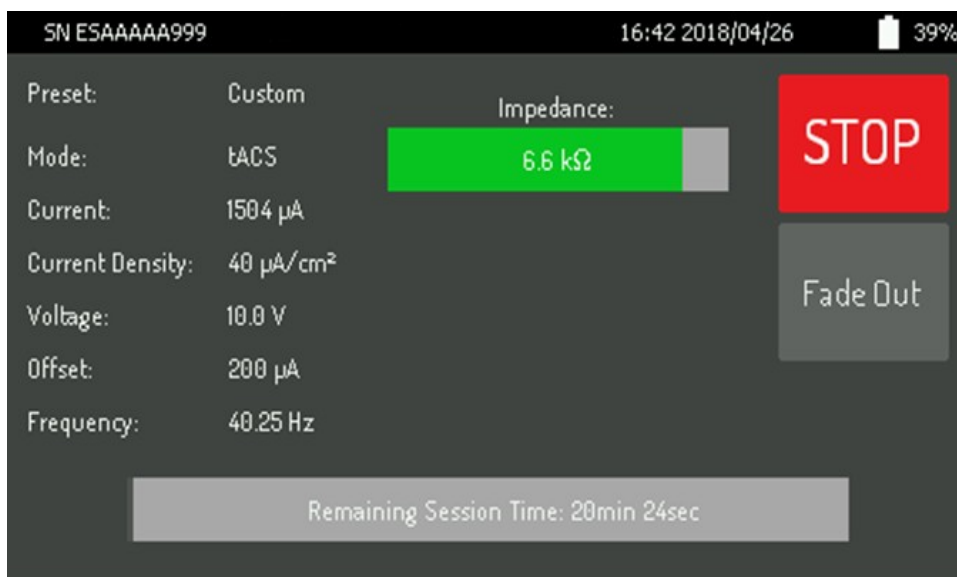 SN ESAAAAA999 16:42 2018/04/26 39%
Preset: Custom
Impedance:
STOP
Mode: tACS
6.6 kΩ
Current: 1504 µA
Current Density: 40 µA/cm²
Fade Out
Voltage: 10.0 V
Offset: 200 µA
Frequency: 40.25 Hz
Remaining Session Time: 20min 24sec